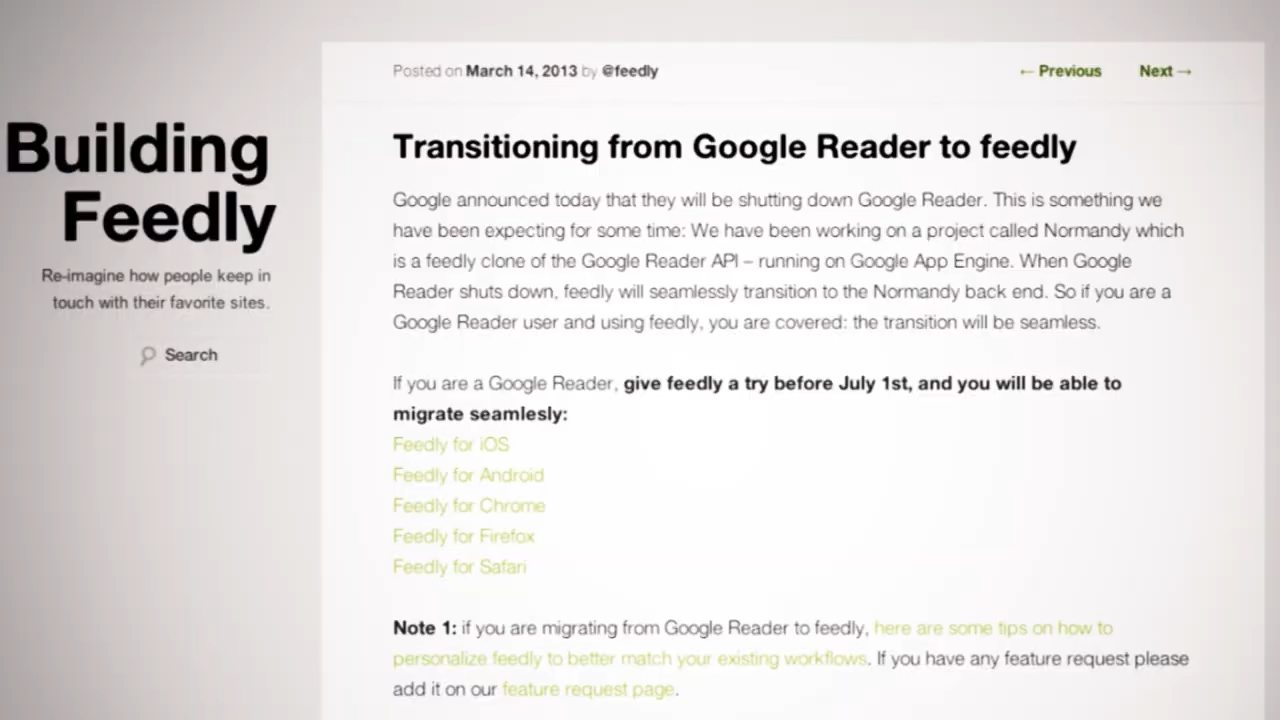 Posted on March 14, 2013 by @feedly
← Previous
Next →
Building
Feedly
Re-imagine how people keep in
touch with their favorite sites.
Search
Transitioning from Google Reader to feedly
Google announced today that they will be shutting down Google Reader. This is something we
have been expecting for some time: We have been working on a project called Normandy which
is a feedly clone of the Google Reader API – running on Google App Engine. When Google
Reader shuts down, feedly will seamlessly transition to the Normandy back end. So if you are a
Google Reader user and using feedly, you are covered: the transition will be seamless.
If you are a Google Reader, give feedly a try before July 1st, and you will be able to
migrate seamlesly:
Feedly for iOS
Feedly for Android
Feedly for Chrome
Feedly for Firefox
Feedly for Safari
Note 1: if you are migrating from Google Reader to feedly, here are some tips on how to
personalize feedly to better match your existing workflows. If you have any feature request please
add it on our feature request page.